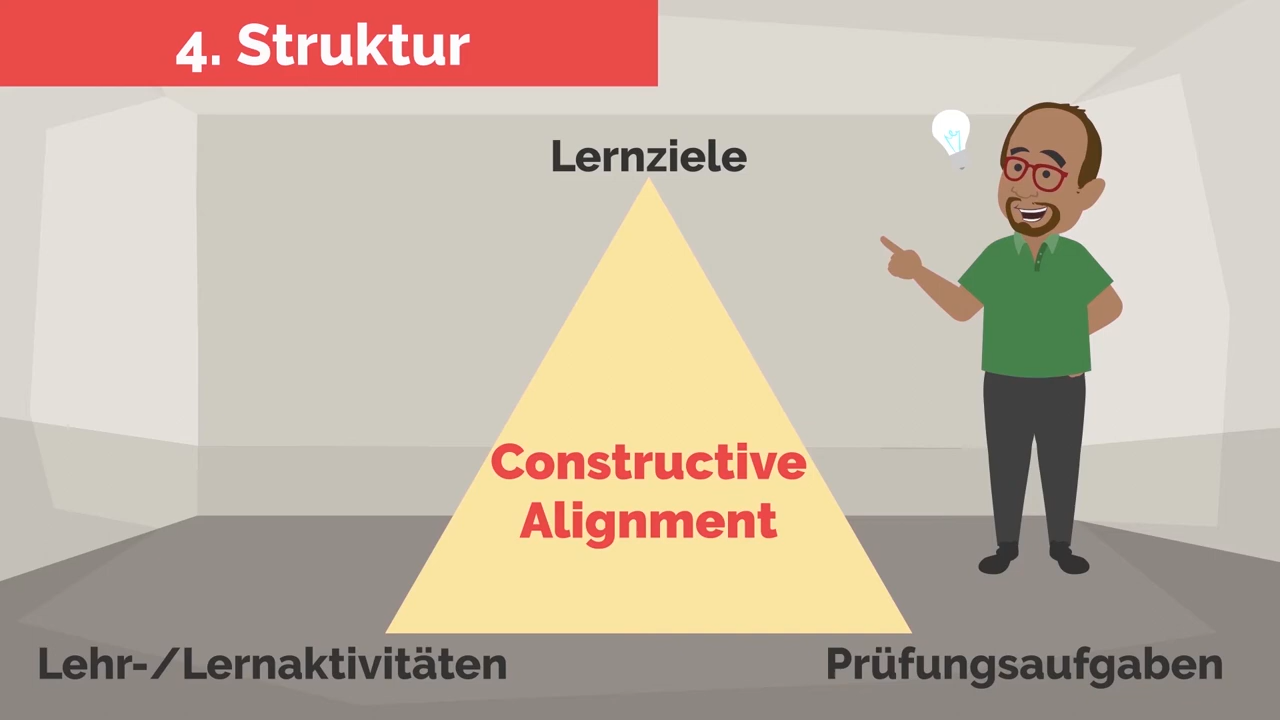 4. Struktur
Lernziele
Constructive
Alignment
Lehr-/Lernaktivitäten
Prüfungsaufgaben